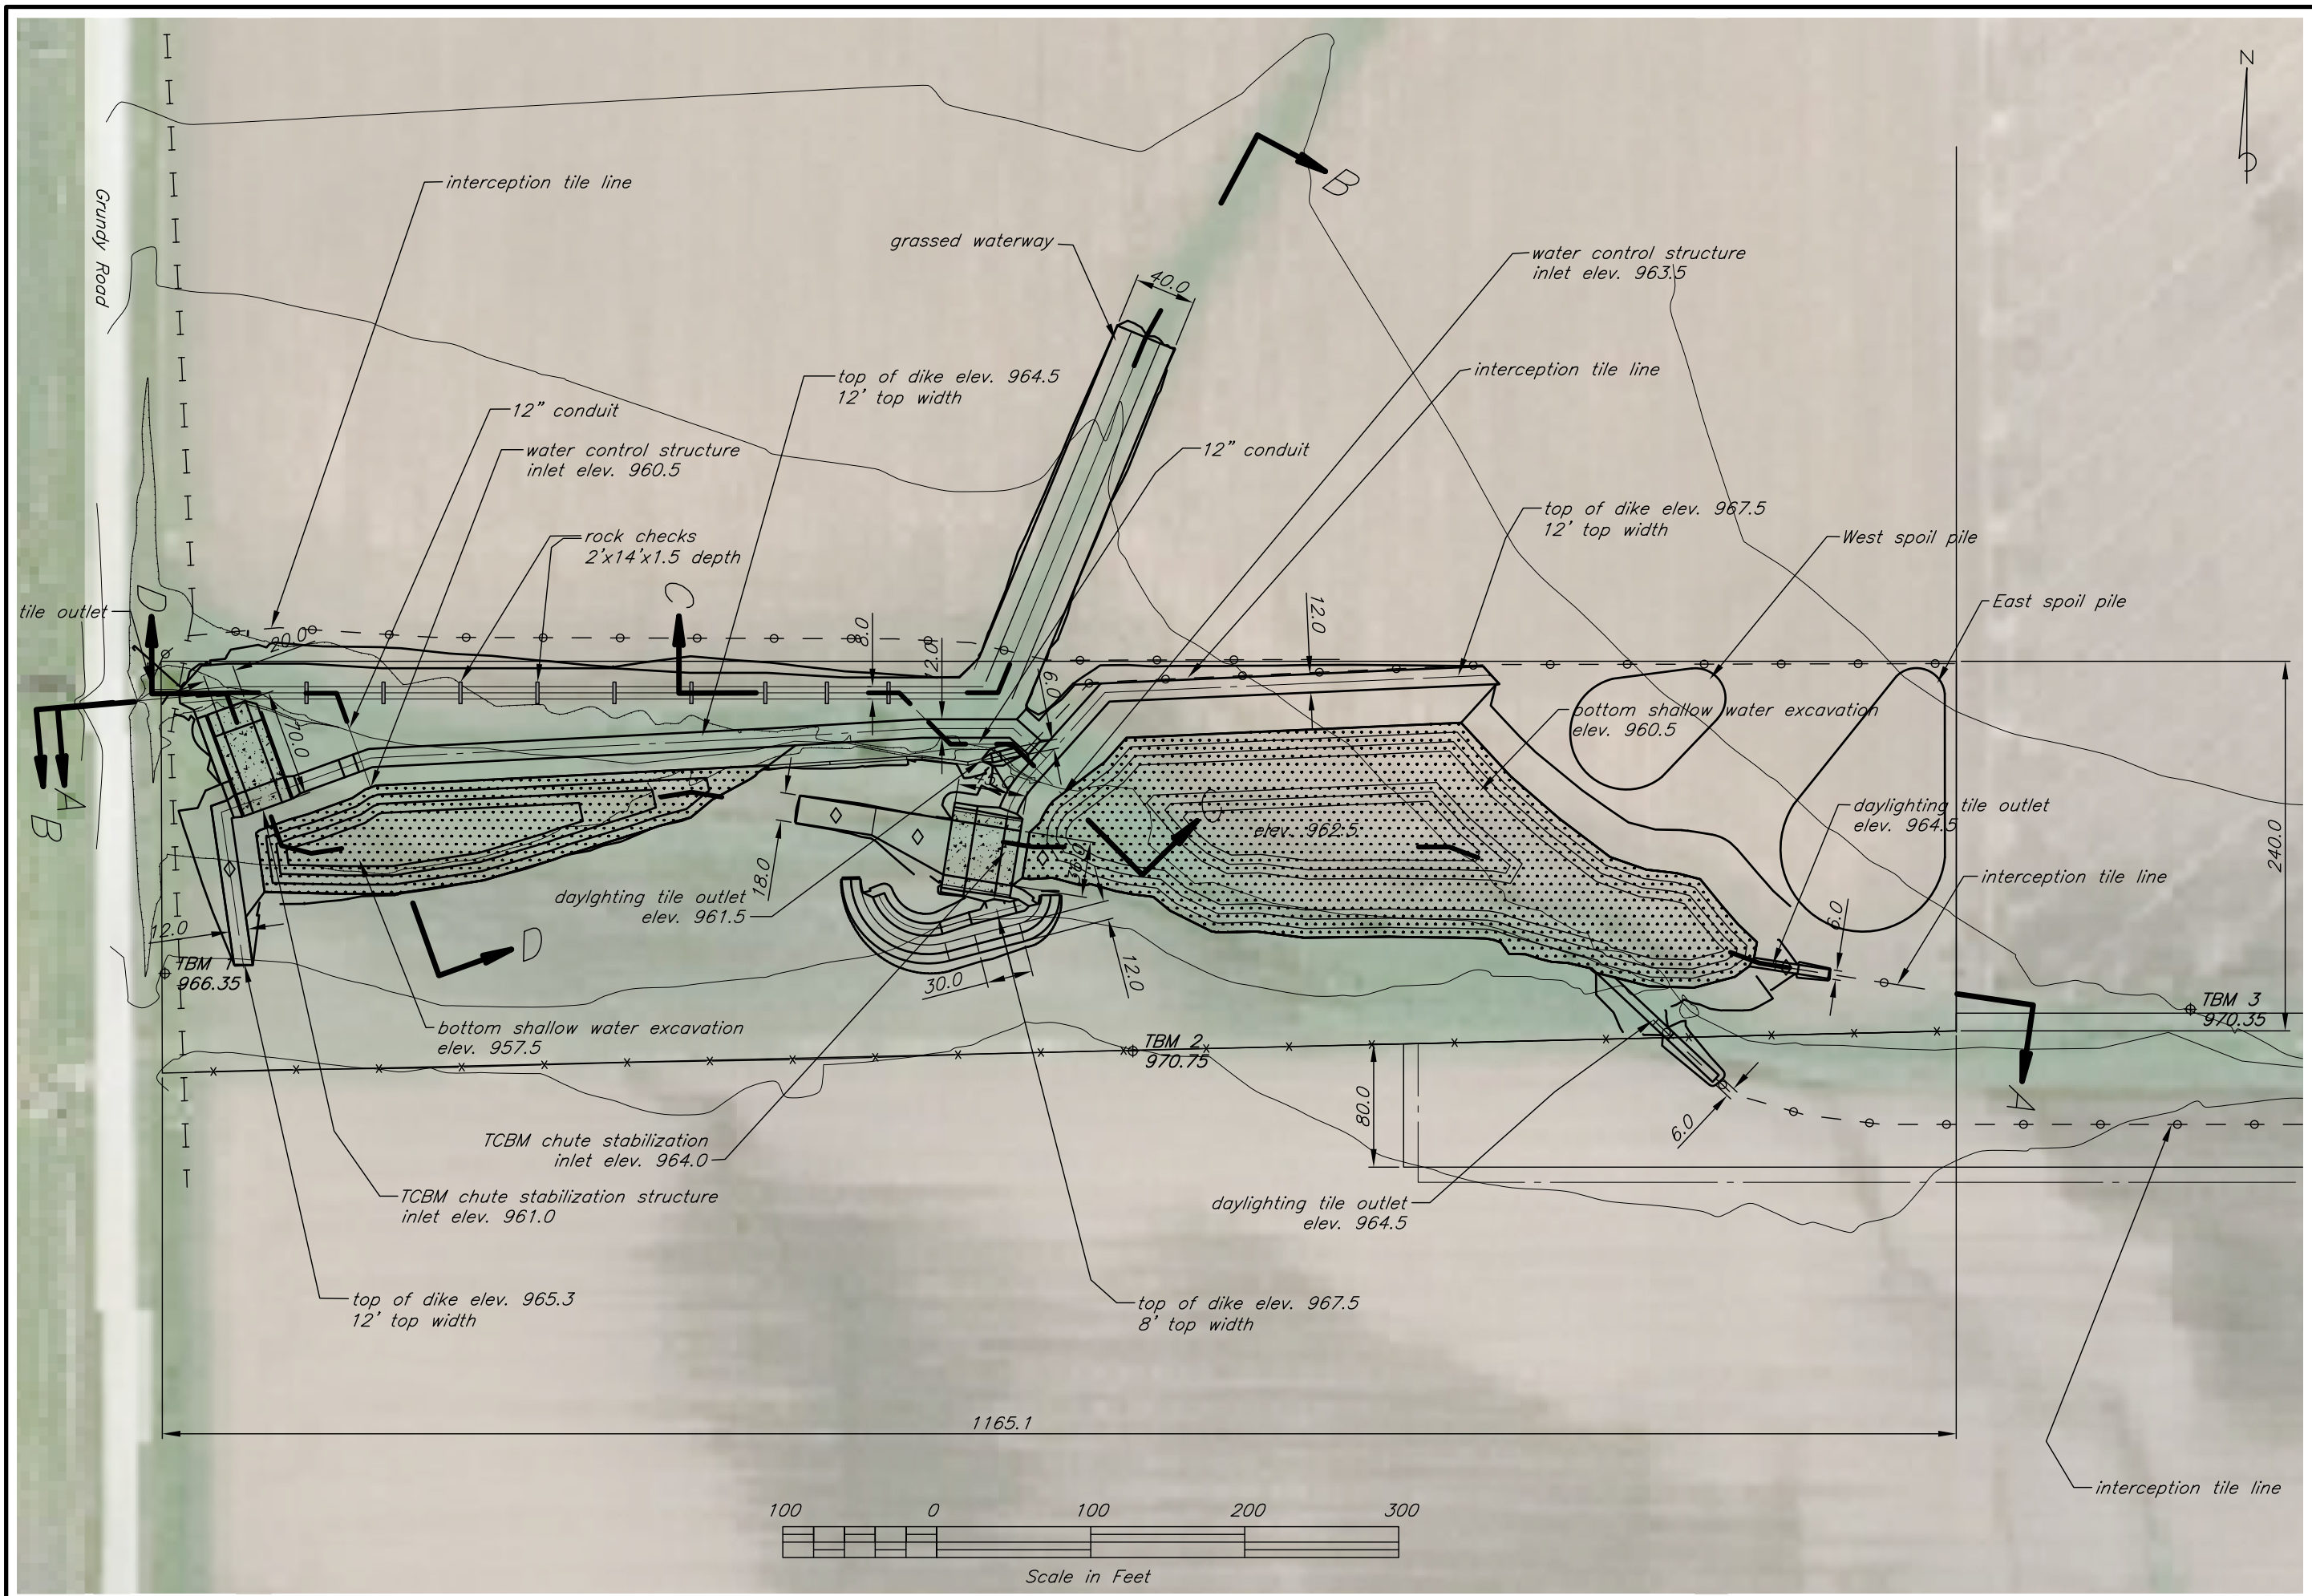 N
interception tile line
B
Grundy Road
grassed waterway
40.0
water control structure
inlet elev. 963.5
interception tile line
top of dike elev. 964.5
12' top width
12" conduit
water control structure
inlet elev. 960.5
12" conduit
top of dike elev. 967.5
12' top width
West spoil pile
rock checks
2'x14'x1.5 depth
East spoil pile
tile outlet
D
C
20.0
8.0
12.0
12.0
6.0
70.0
bottom shallow water excavation
elev. 960.5
A
B
C
elev. 962.5
daylighting tile outlet
elev. 964.5
240.0
18.0
36.0
interception tile line
daylghting tile outlet
elev. 961.5
6.0
12.0
D
TBM 1
966.35
30.0
12.0
TBM 3
970.35
bottom shallow water excavation
elev. 957.5
TBM 2
970.75
80.0
6.0
A
TCBM chute stabilization
inlet elev. 964.0
TCBM chute stabilization structure
inlet elev. 961.0
daylighting tile outlet
elev. 964.5
top of dike elev. 965.3
12' top width
top of dike elev. 967.5
8' top width
1165.1
interception tile line
100 0 100 200 300
Scale in Feet